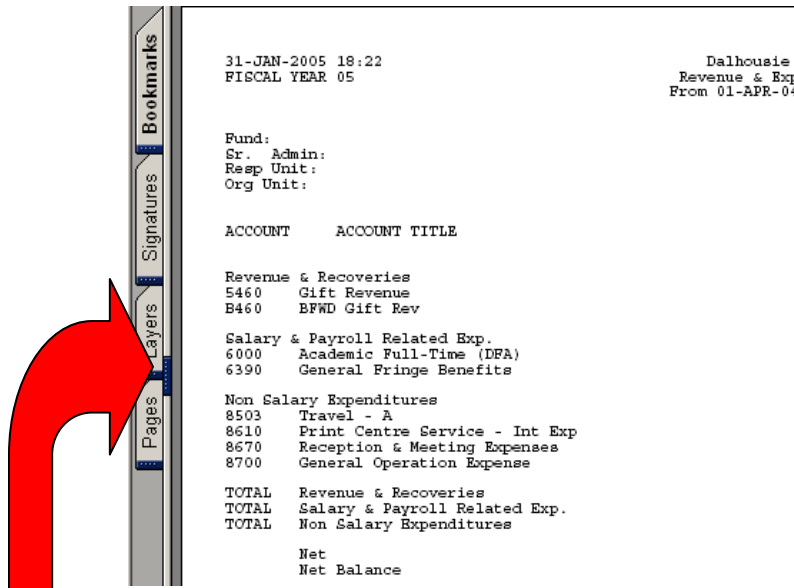 Bookmarks
Signatures
Layers
Pages
31-JAN-2005 18:22 Dalhousie
FISCAL YEAR 05 Revenue & Exp
From 01-APR-04
Fund:
Sr. Admin:
Resp Unit:
Org Unit:
ACCOUNT ACCOUNT TITLE
Revenue & Recoveries
5460 Gift Revenue
B460 BFWD Gift Rev
Salary & Payroll Related Exp.
6000 Academic Full-Time (DFA)
6390 General Fringe Benefits
Non Salary Expenditures
8503 Travel - A
8610 Print Centre Service - Int Exp
8670 Reception & Meeting Expenses
8700 General Operation Expense
TOTAL Revenue & Recoveries
TOTAL Salary & Payroll Related Exp.
TOTAL Non Salary Expenditures
Net
Net Balance